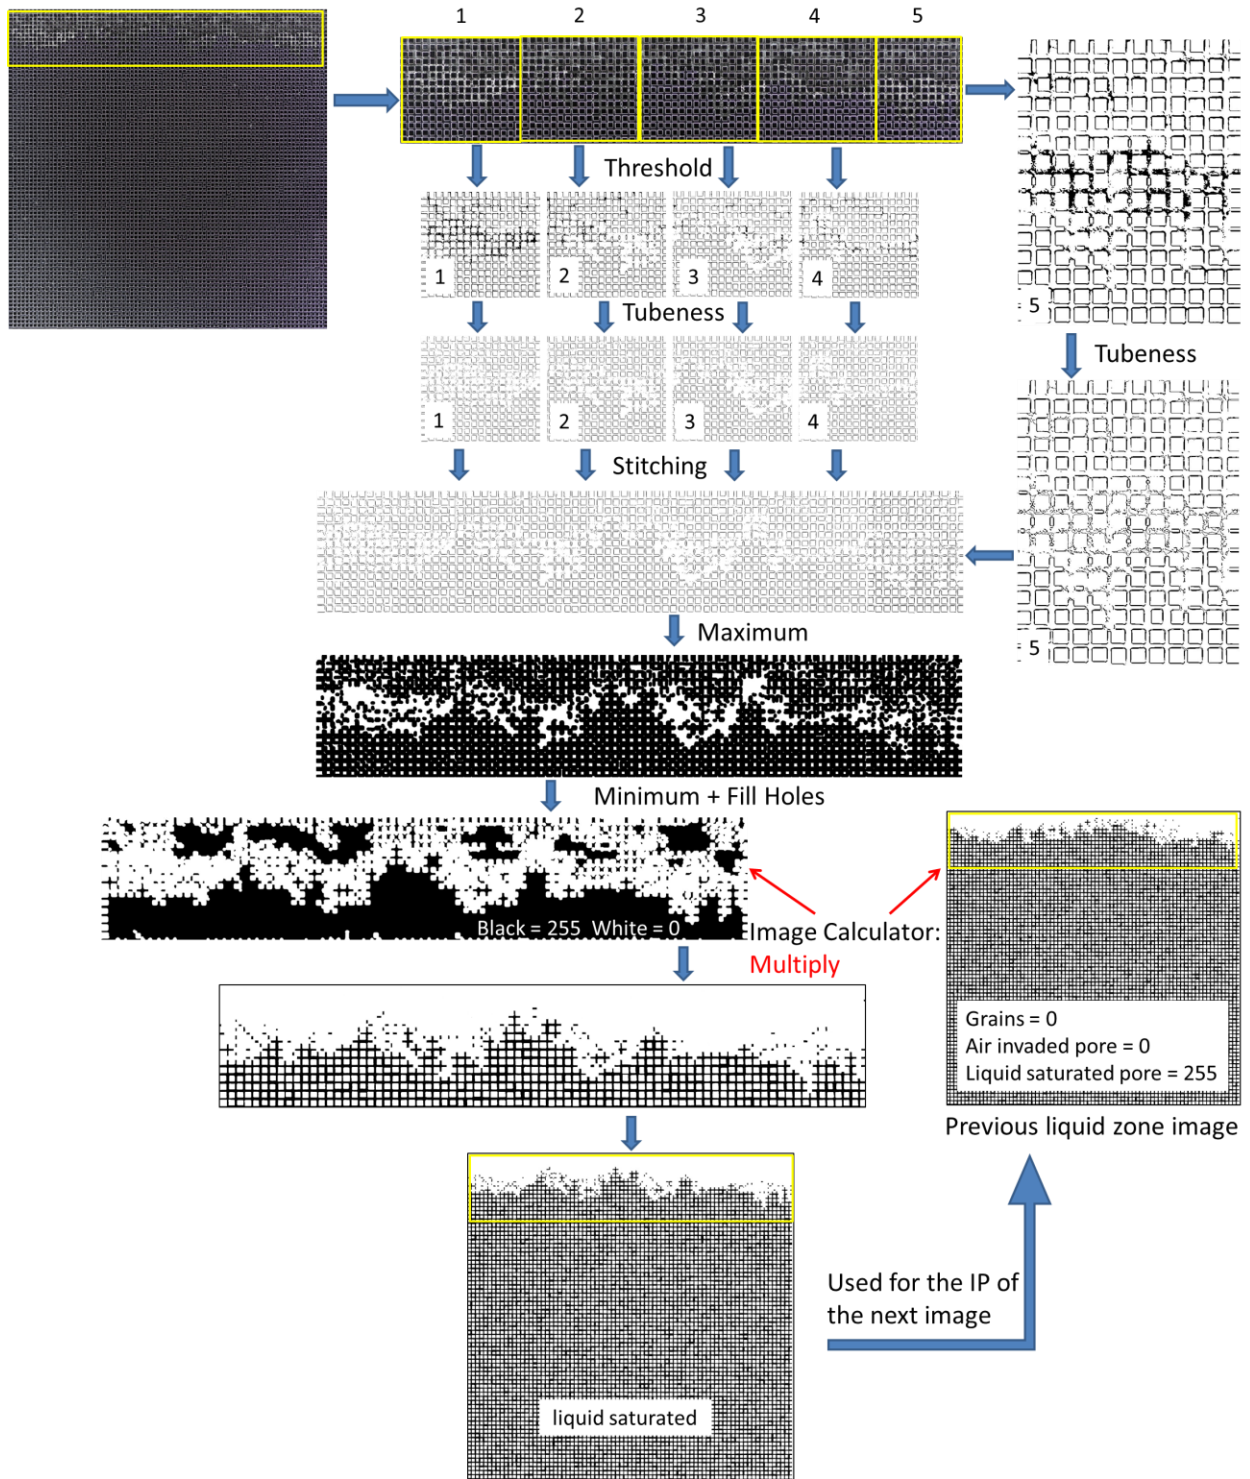 1 2 3 4 5
Threshold
1 2 3 4
5
Tubeness
Tubeness
1 2 3 4
Stitching
5
Maximum
Minimum + Fill Holes
Black = 255 White = 0
Image Calculator:
Multiply
Grains = 0
Air invaded pore = 0
Liquid saturated pore = 255
Previous liquid zone image
Used for the IP of
the next image
liquid saturated